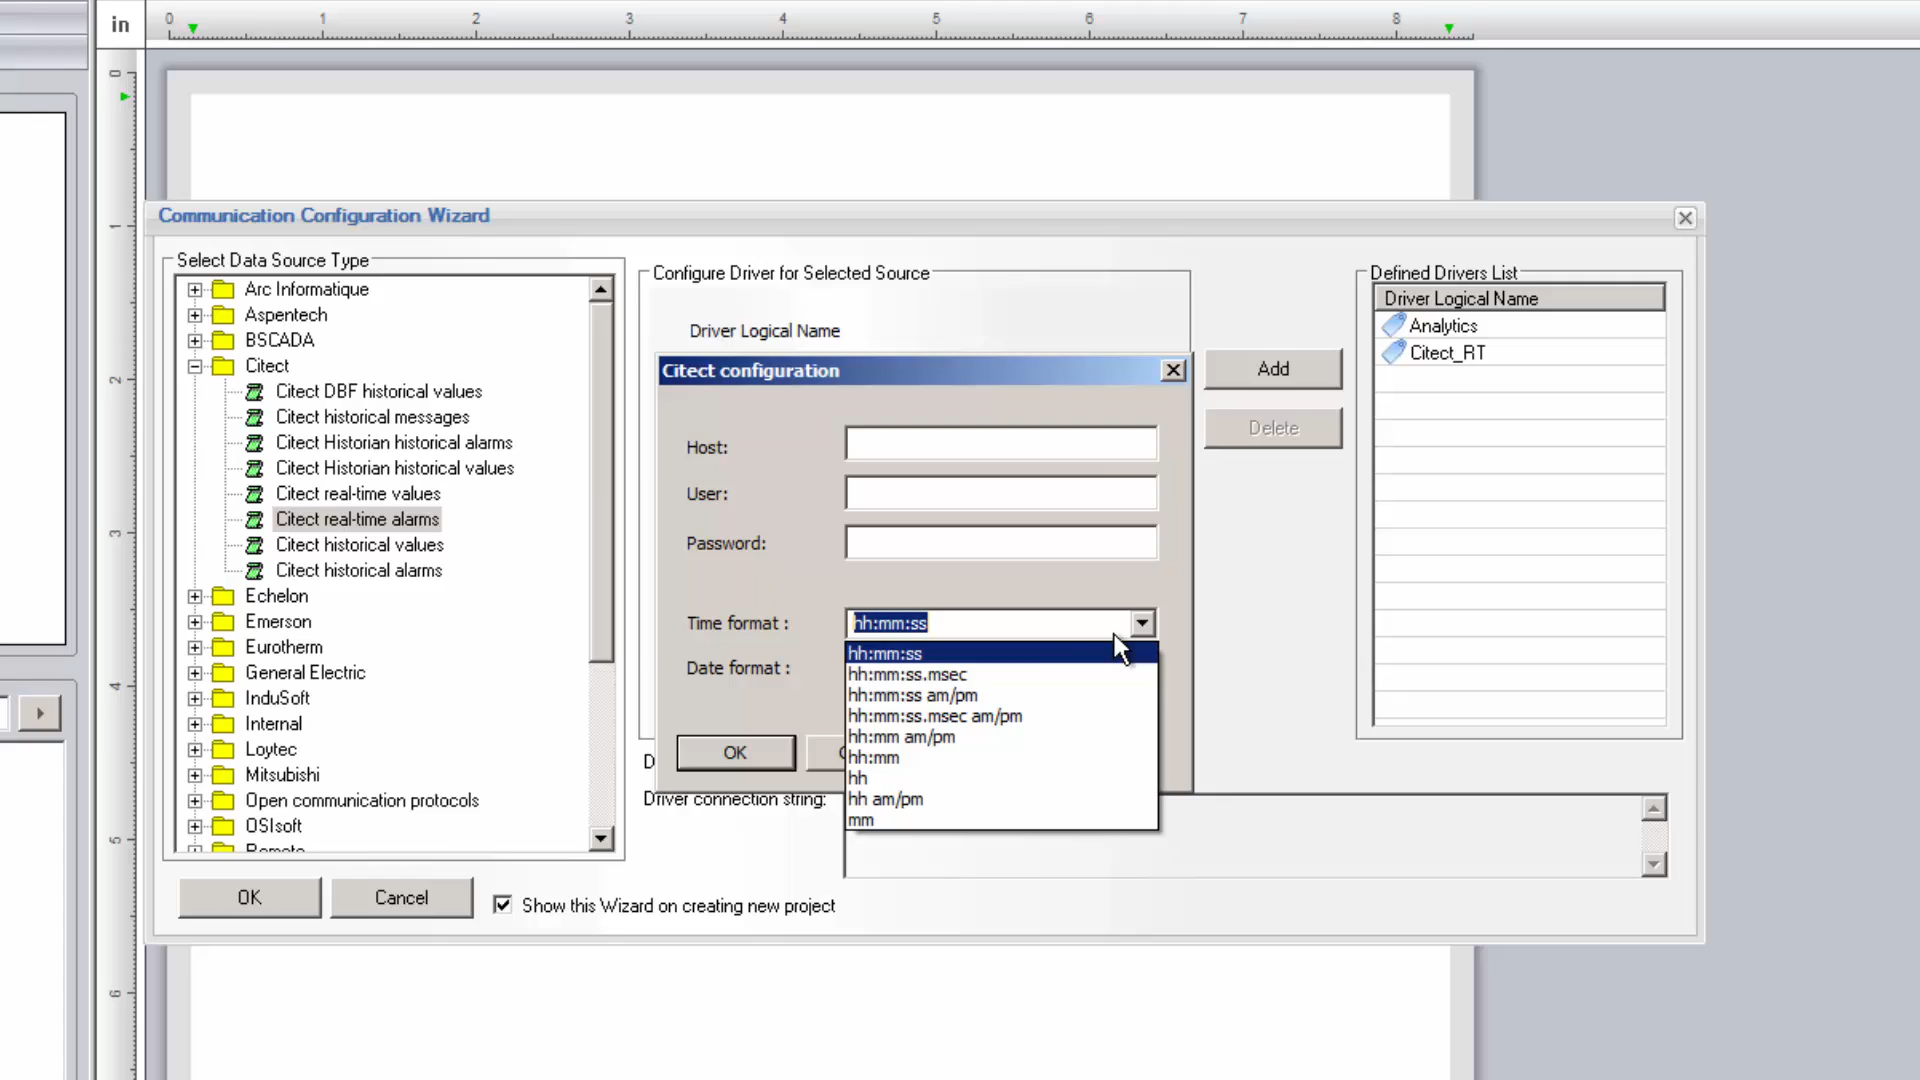 in
0 1 2 3 4 5 6 7 8
0
1
2
3
4
5
6
Communication Configuration Wizard
Select Data Source Type
Arc Informatique
Aspentech
BSCADA
Citect
Citect DBF historical values
Citect historical messages
Citect Historian historical alarms
Citect Historian historical values
Citect real-time values
Citect real-time alarms
Citect historical values
Citect historical alarms
Echelon
Emerson
Eurotherm
General Electric
InduSoft
Internal
Loytec
Mitsubishi
Open communication protocols
OSIsoft
Configure Driver for Selected Source
Driver Logical Name
Citect configuration
Host:
User:
Password:
Time format :
hh:mm:ss
hh:mm:ss
hh:mm:ss.msec
hh:mm:ss am/pm
hh:mm:ss.msec am/pm
hh:mm am/pm
hh:mm
hh
hh am/pm
mm
Date format :
OK
Driver connection string:
Add
Delete
Defined Drivers List
Driver Logical Name
Analytics
Citect_RT
OK
Cancel
Show this Wizard on creating new project